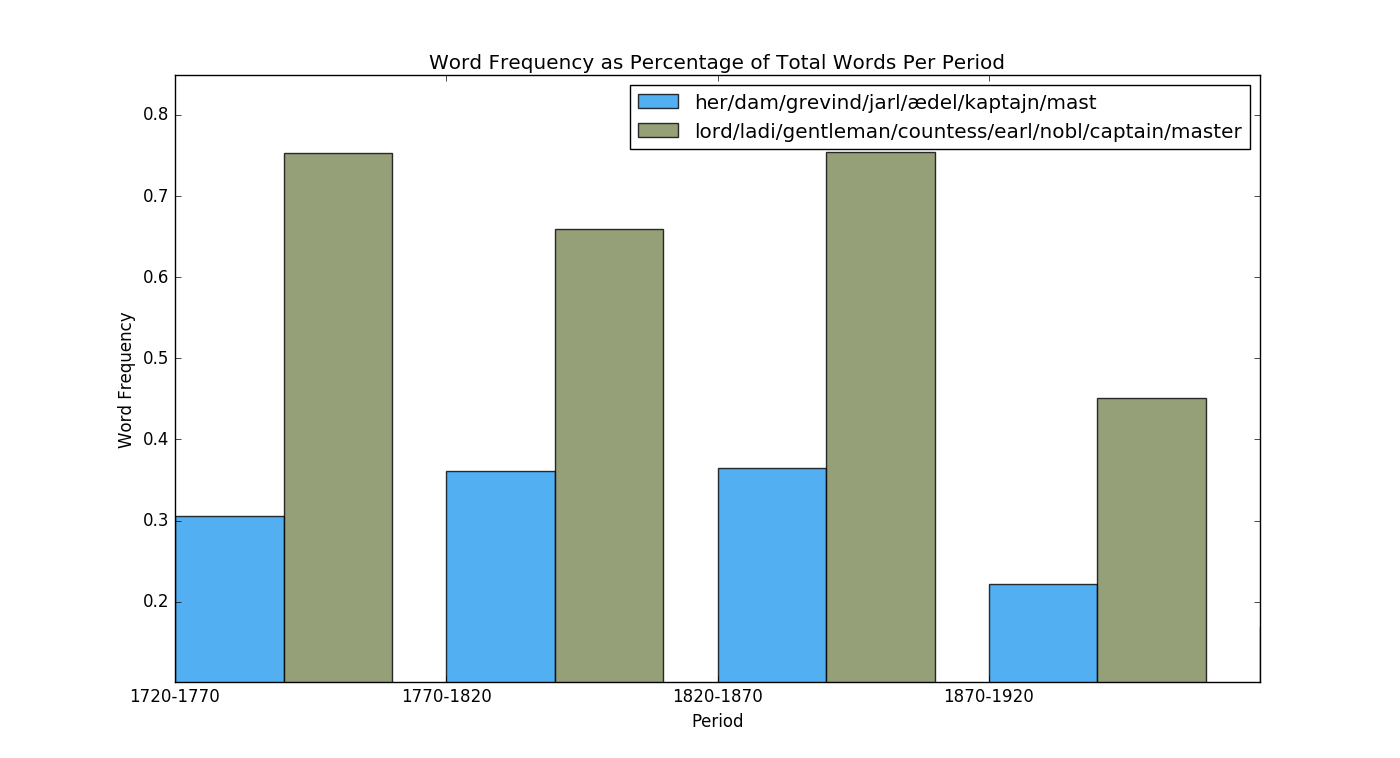 Word Frequency as Percentage of Total Words Per Period
her/dam/grevind/jarl/ædel/kaptajn/mast
lord/ladi/gentleman/countess/earl/nobl/captain/master
0.8
0.7
0.6
0.5
0.4
0.3
0.2
Word Frequency
1720-1770 1770-1820 1820-1870 1870-1920
Period